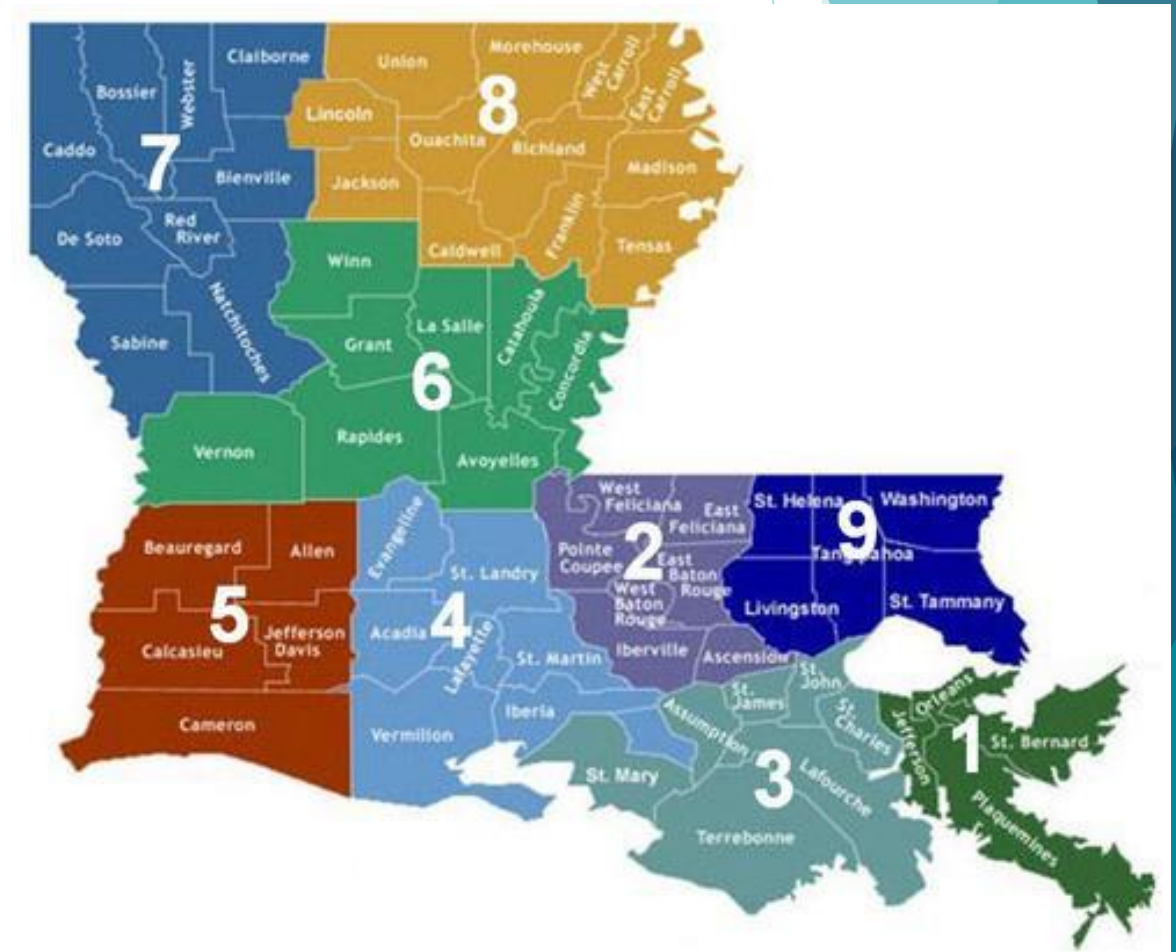 Claiborne
Union
Morehouse
West
Carroll
East
Carroll
Bossier
Webster
8
Lincoln
Ouachita
Richland
Caddo
7
Madison
Bienville
Jackson
Red
River
De Soto
Franklin
Caldwell
Tensas
Winn
Natchitoches
La Salle
Catahoula
Sabine
Grant
6
Concordia
Rapides
Vernon
Avoyelles
West
Feliciana
East
Feliciana
St. Helena
Washington
9
Tangipahoa
Beauregard
Allen
Evangeline
St. Landry
Pointe
Coupee
2
East
Baton
Rouge
West
Baton
Rouge
Livingston
St. Tammany
5
Jefferson
Davis
Calcasieu
Acadia
4
Lafayette
St. Martin
Iberville
Ascension
St.
John
St.
James
Orleans
Cameron
Vermilion
Iberia
Assumption
St.
Charles
Jefferson
1
St. Bernard
St. Mary
3
Lafourche
Plaquemines
Terrebonne